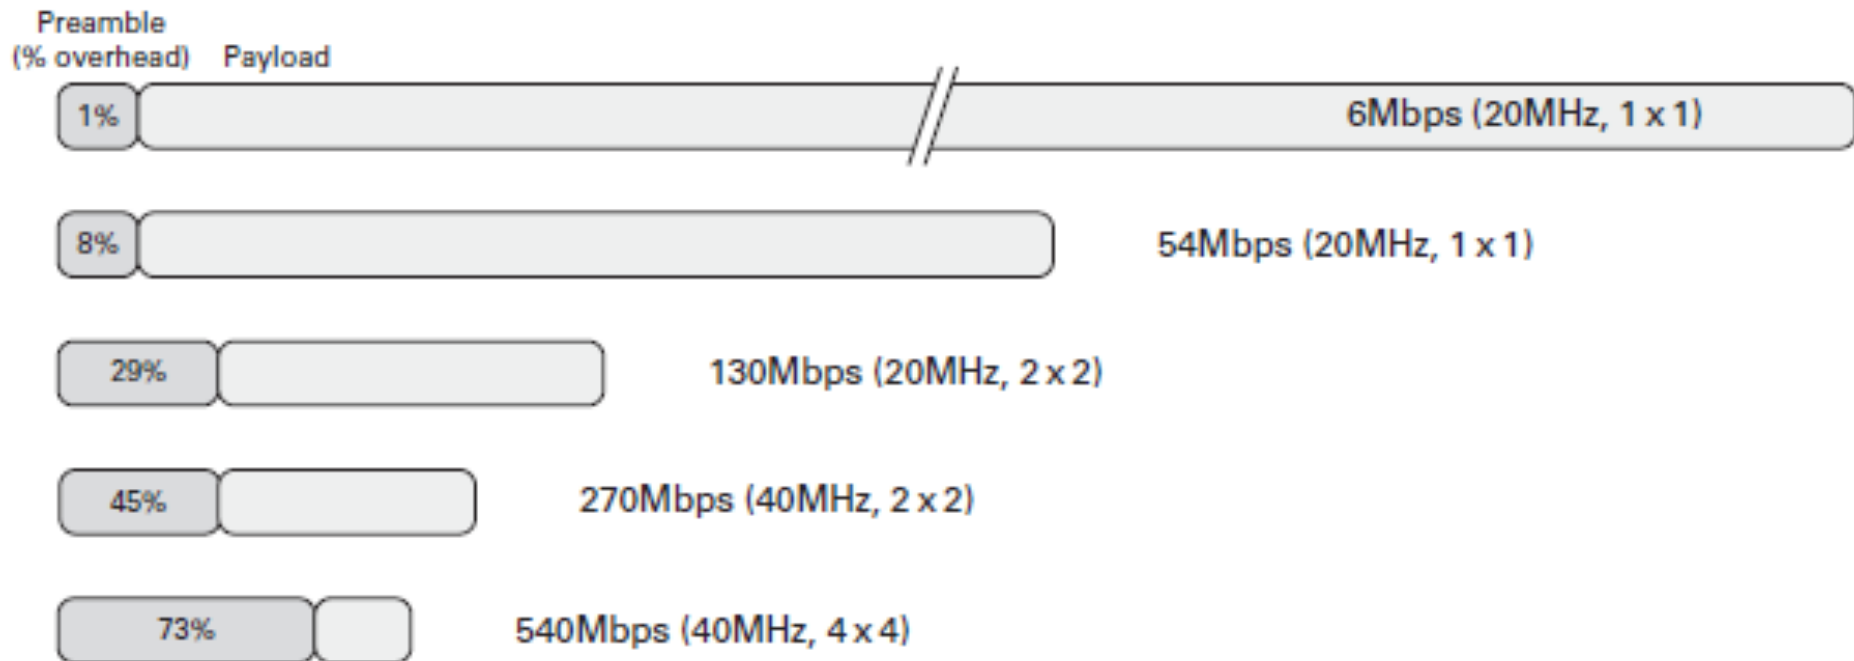 Preamble
(% overhead) Payload
1% 6Mbps (20MHz, 1 x 1)
8% 54Mbps (20MHz, 1 x 1)
29% 130Mbps (20MHz, 2 x 2)
45% 270Mbps (40MHz, 2 x 2)
73% 540Mbps (40MHz, 4 x 4)